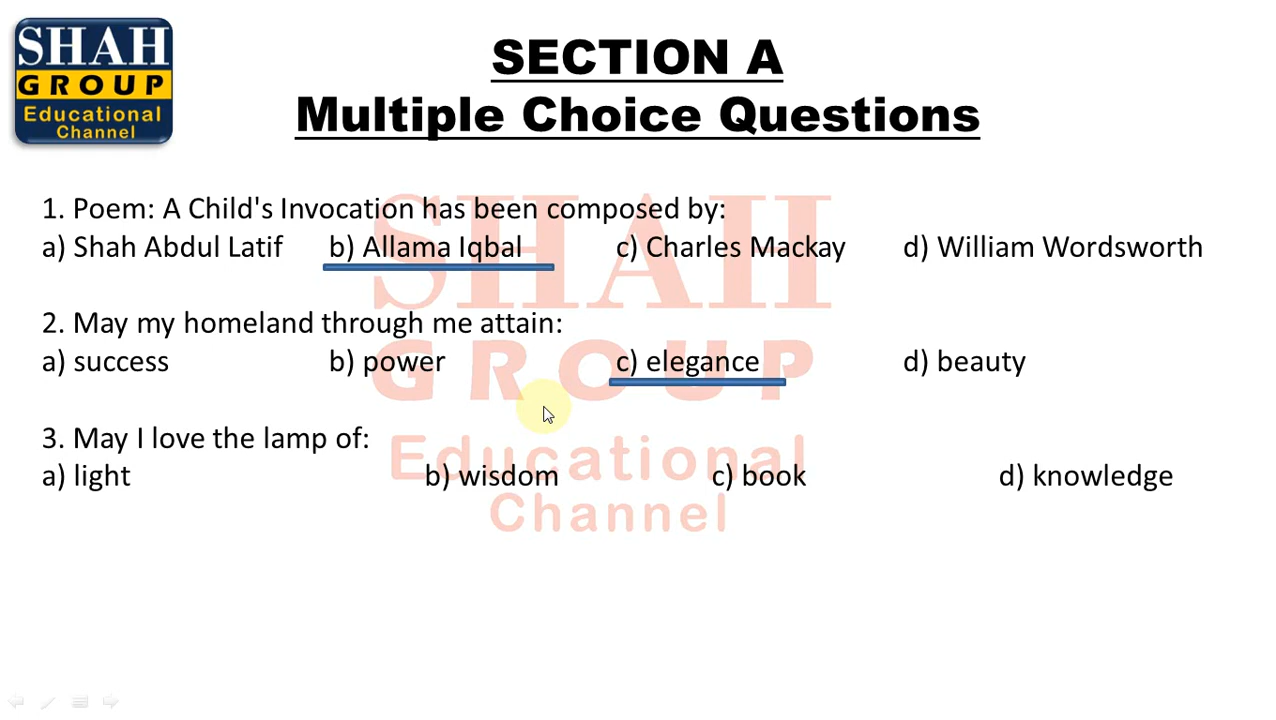 SHAH
GROUP
Educational
Channel
SECTION A
Multiple Choice Questions
1. Poem: A Child's Invocation has been composed by:
a) Shah Abdul Latif b) Allama Iqbal c) Charles Mackay d) William Wordsworth
2. May my homeland through me attain:
a) success b) power c) elegance d) beauty
3. May I love the lamp of:
a) light b) wisdom c) book d) knowledge
SHAH
GROUP
Educational
Channel